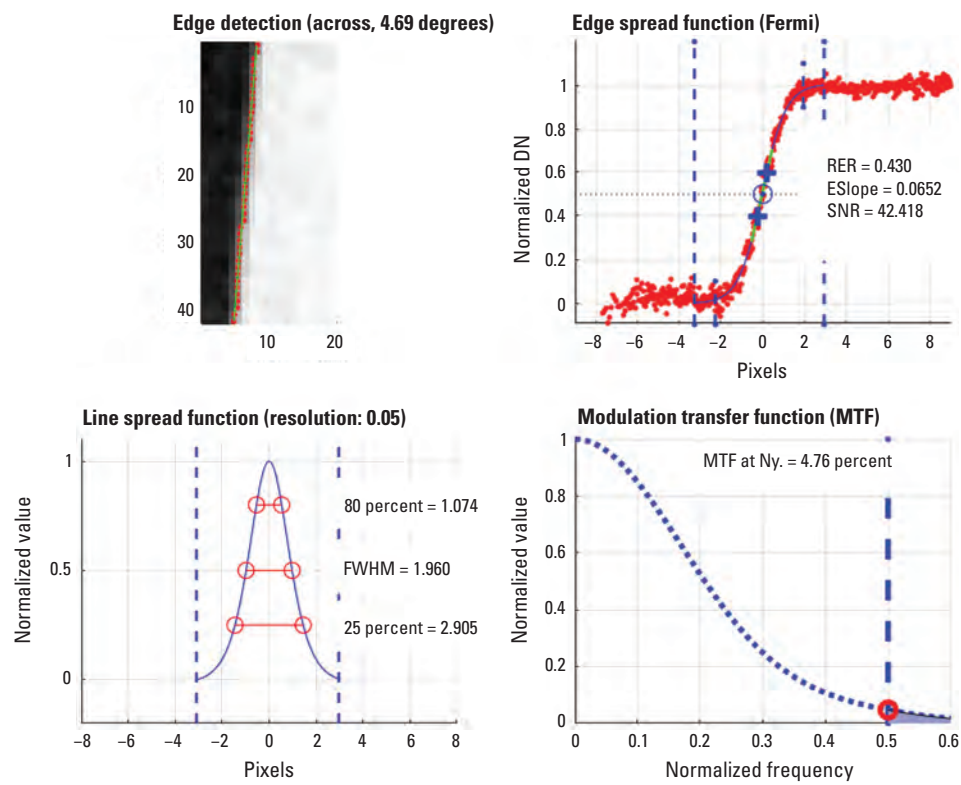 Edge detection (across, 4.69 degrees)
10
20
30
40
10
20
Edge spread function (Fermi)
Normalized DN
1
0.8
0.6
0.4
0.2
0
RER = 0.430
ESlope = 0.0652
SNR = 42.418
–8
–6
–4
–2
0
2
4
6
8
Pixels
Line spread function (resolution: 0.05)
Normalized value
1
0.5
0
80 percent = 1.074
FWHM = 1.960
25 percent = 2.905
–8
–6
–4
–2
0
2
4
6
8
Pixels
Modulation transfer function (MTF)
Normalized value
1
0.8
0.6
0.4
0.2
0
MTF at Ny. = 4.76 percent
0
0.1
0.2
0.3
0.4
0.5
0.6
Normalized frequency